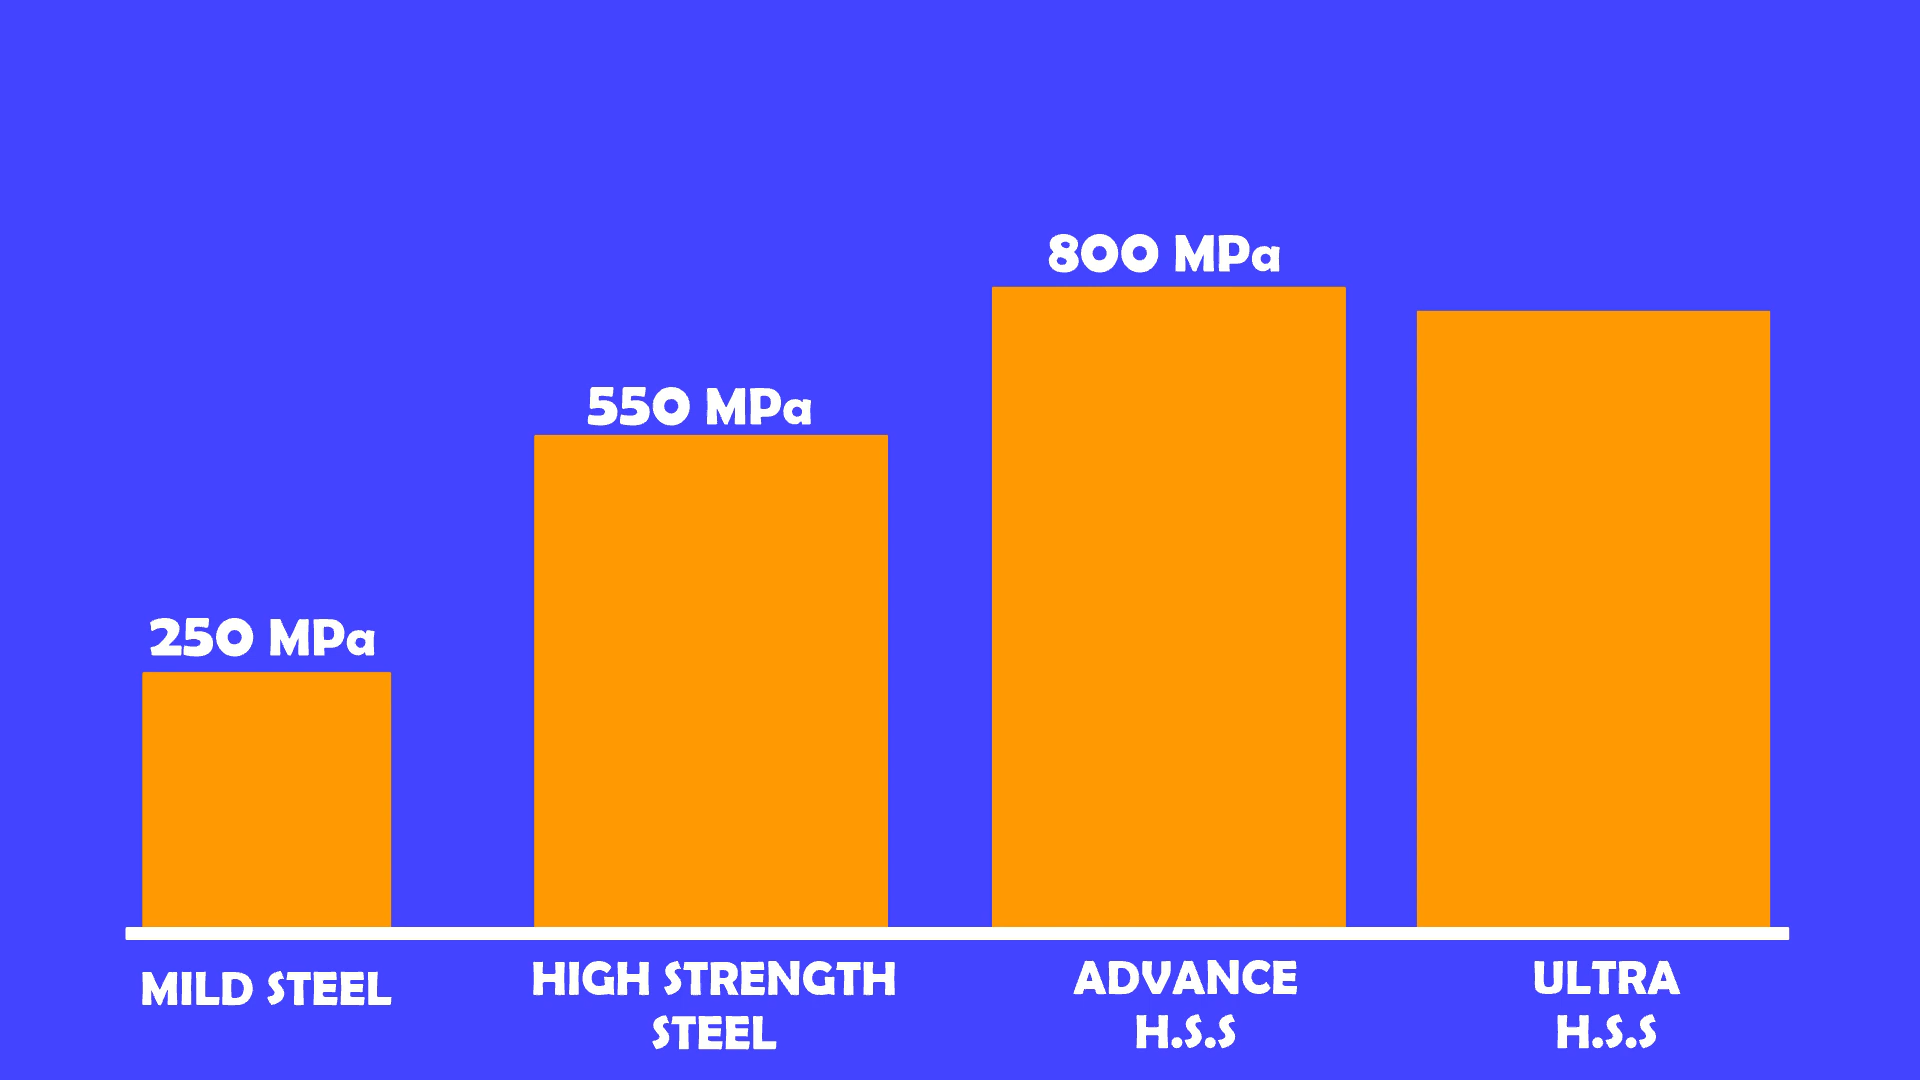 800 MPa
550 MPa
250 MPa
MILD STEEL
HIGH STRENGTH
STEEL
ADVANCE
H.S.S
ULTRA
H.S.S